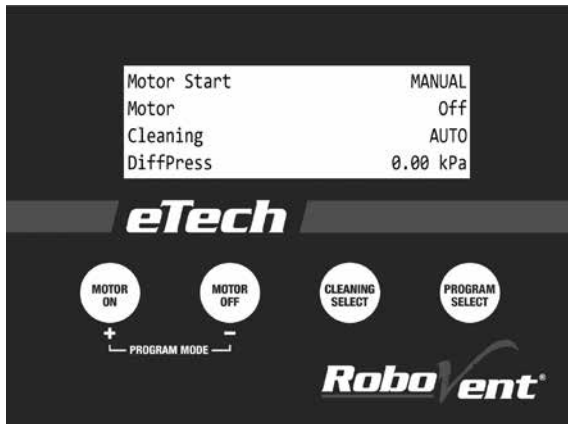 Motor Start MANUAL
Motor Off
Cleaning AUTO
DiffPress 0.00 kPa
eTech
MOTOR ON
MOTOR OFF
CLEANING SELECT
PROGRAM SELECT
+ −
PROGRAM MODE
RoboVent®